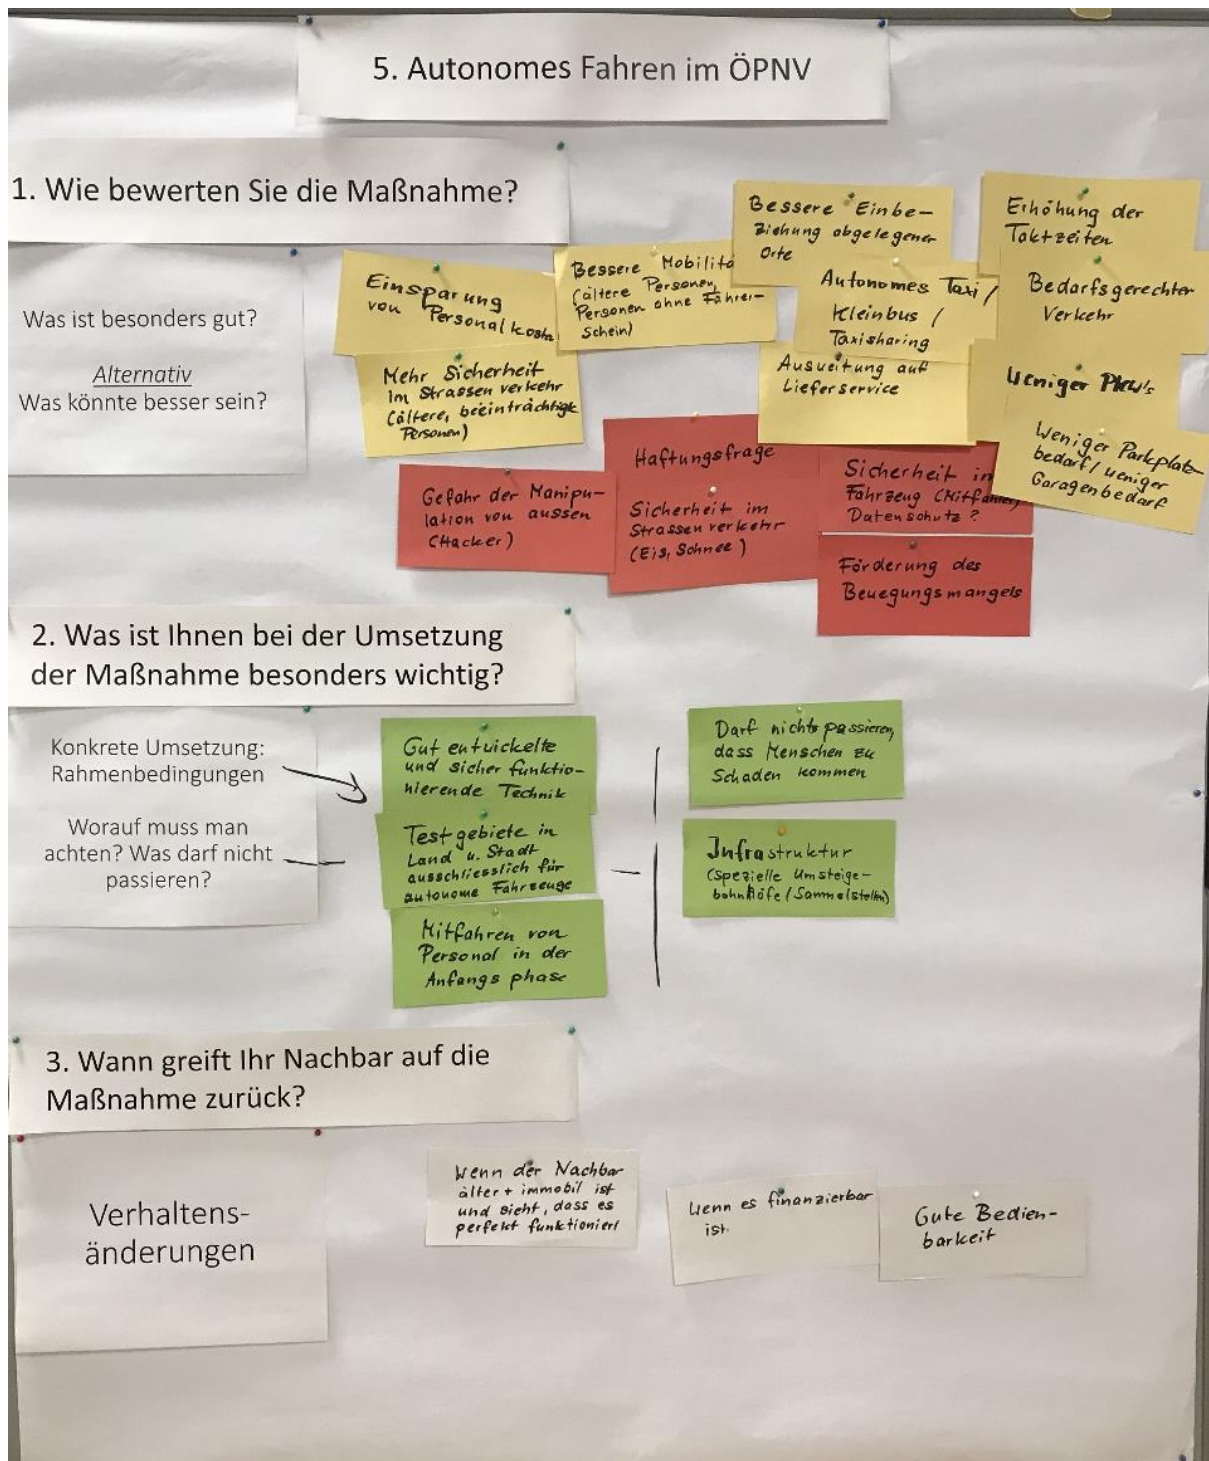 5. Autonomes Fahren im ÖPNV
1. Wie bewerten Sie die Maßnahme?
Was ist besonders gut?
Alternativ
Was könnte besser sein?
Einsparung
von Personalkosten
Bessere Mobilitä
(ältere Personen,
Personen ohne Führer-
schein)
Bessere Einbe-
ziehung abgelegener
Orte
Erhöhung der
Taktzeiten
Mehr Sicherheit
im Strassenverkehr
(ältere, beeinträchtigte
Personen)
Autonomes Taxi /
Kleinbus /
Taxisharing
Bedarfsgerechter
Verkehr
Ausweitung auf
Lieferservice
Weniger Pkw's
Weniger Parkplatz-
bedarf / weniger
Garagenbedarf
Gefahr der Manipu-
lation von aussen
(Hacker)
Haftungsfrage
Sicherheit im
Strassenverkehr
(Eis, Schnee)
Sicherheit im
Fahrzeug (Mitfahrer)
Datenschutz?
Förderung des
Bewegungsmangels
2. Was ist Ihnen bei der Umsetzung
der Maßnahme besonders wichtig?
Konkrete Umsetzung:
Rahmenbedingungen
Worauf muss man
achten? Was darf nicht
passieren?
Gut entwickelte
und sicher funktio-
nierende Technik
Testgebiete in
Land u. Stadt
ausschliesslich für
autonome Fahrzeuge
Mitfahren von
Personal in der
Anfangsphase
Darf nichts passieren,
dass Menschen zu
Schaden kommen
Infrastruktur
(spezielle Umsteige-
bahnhöfe / Sammelstellen)
3. Wann greift Ihr Nachbar auf die
Maßnahme zurück?
Verhaltens-
änderungen
Wenn der Nachbar
älter + immobil ist
und sieht, dass es
perfekt funktioniert
Wenn es finanzierbar
ist.
Gute Bedien-
barkeit